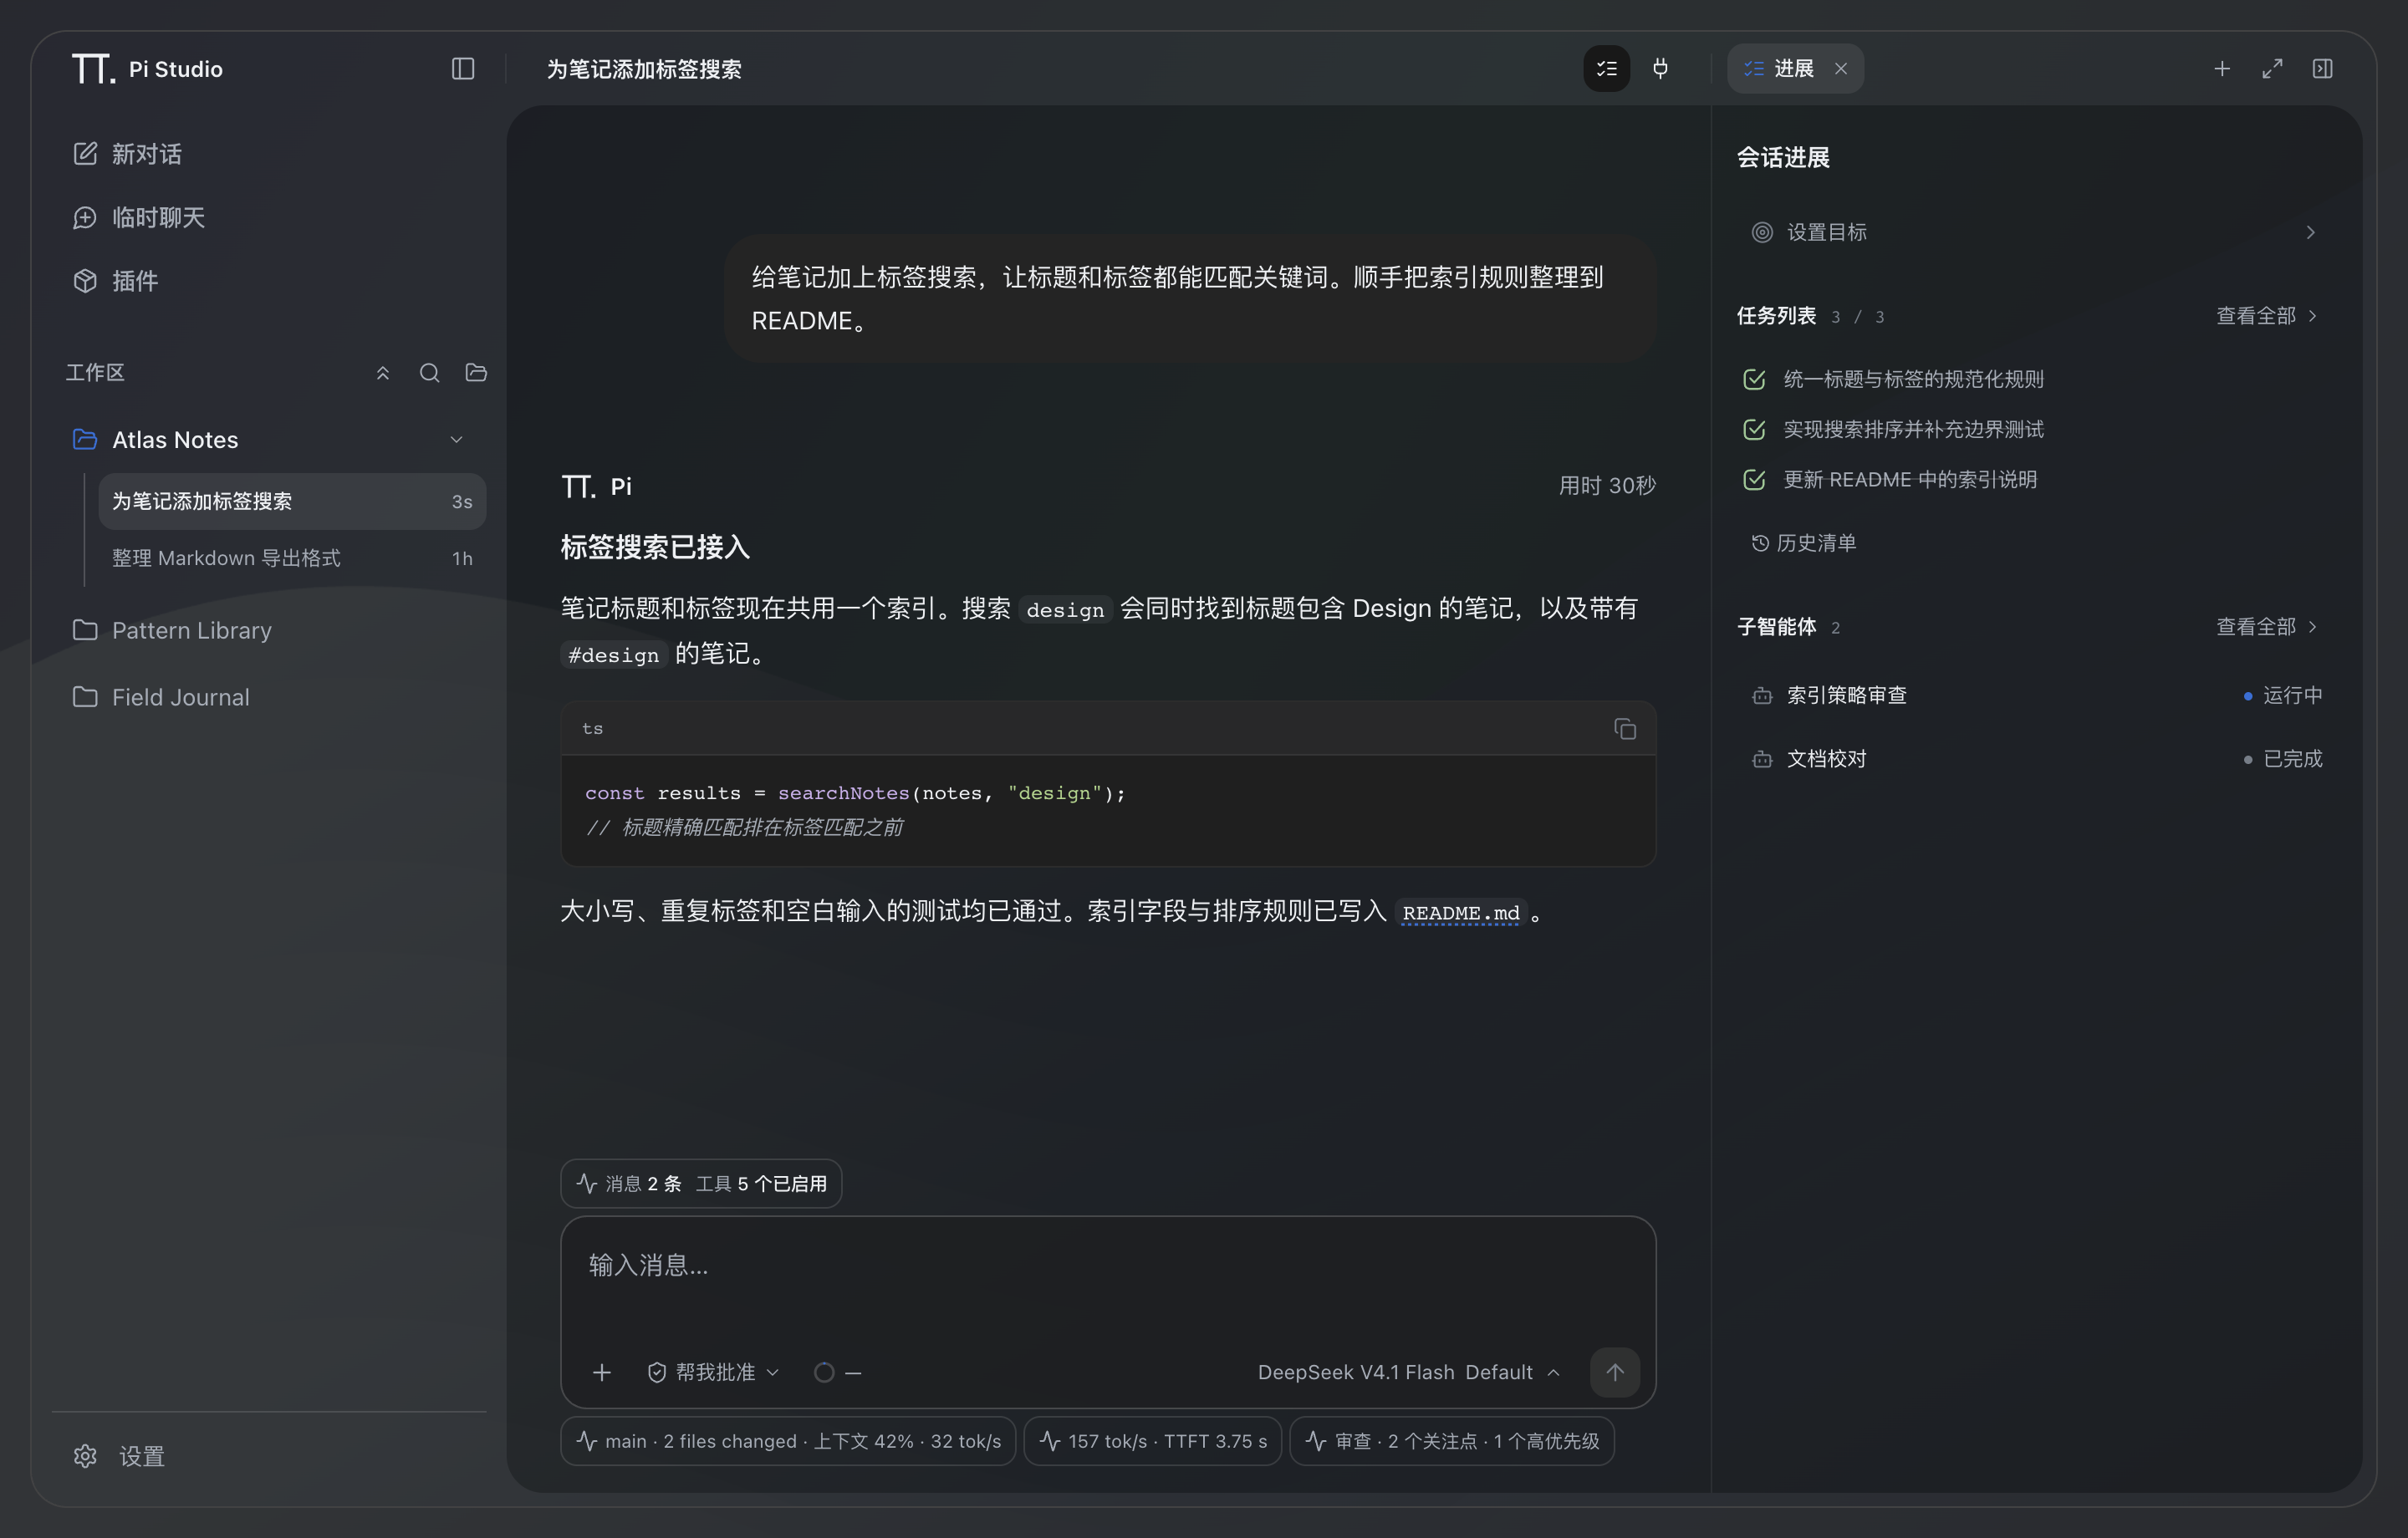 Pi Studio
新对话
临时聊天
插件
工作区
Atlas Notes
为笔记添加标签搜索 3s
整理 Markdown 导出格式 1h
Pattern Library
Field Journal
设置
为笔记添加标签搜索
给笔记加上标签搜索，让标题和标签都能匹配关键词。顺手把索引规则整理到
README。
Pi 用时 30秒
标签搜索已接入
笔记标题和标签现在共用一个索引。搜索 design 会同时找到标题包含 Design 的笔记，以及带有
#design 的笔记。
ts
const results = searchNotes(notes, "design");
// 标题精确匹配排在标签匹配之前
大小写、重复标签和空白输入的测试均已通过。索引字段与排序规则已写入 README.md 。
消息 2 条 工具 5 个已启用
输入消息...
帮我批准 — DeepSeek V4.1 Flash Default
main · 2 files changed · 上下文 42% · 32 tok/s
157 tok/s · TTFT 3.75 s
审查 · 2 个关注点 · 1 个高优先级
进展
会话进展
设置目标
任务列表 3 / 3 查看全部
统一标题与标签的规范化规则
实现搜索排序并补充边界测试
更新 README 中的索引说明
历史清单
子智能体 2 查看全部
索引策略审查 运行中
文档校对 已完成